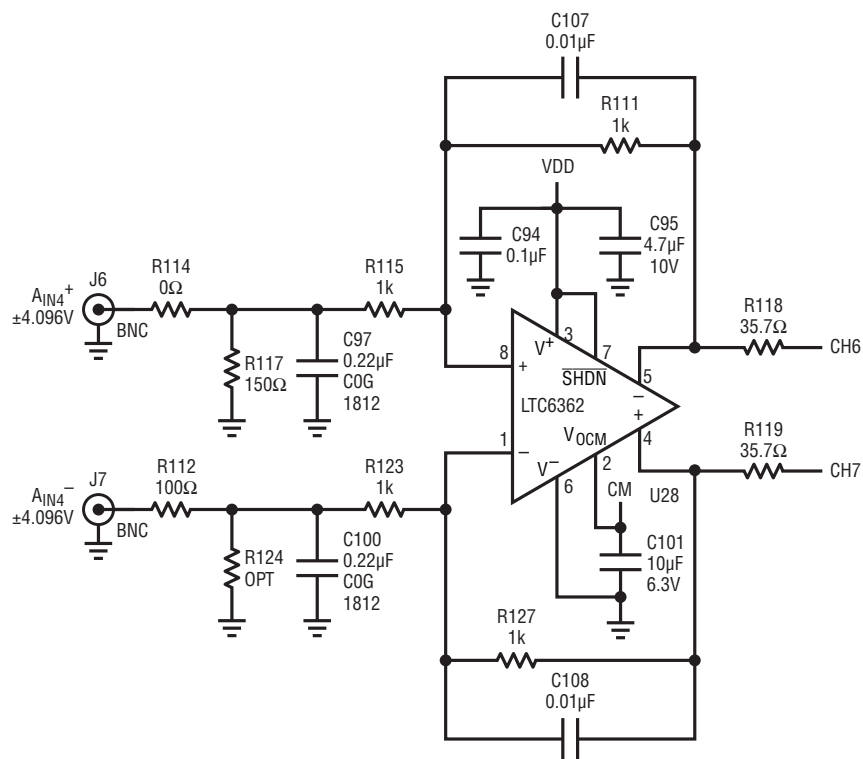 C107
0.01µF
R111
1k
VDD
C94
0.1µF
C95
4.7µF
10V
AIN4+
±4.096V
J6
BNC
R114
0Ω
R117
150Ω
C97
0.22µF
C0G
1812
R115
1k
8
+
V+
3
7
SHDN
LTC6362
5
–
+
4
R118
35.7Ω
CH6
R119
35.7Ω
CH7
AIN4–
±4.096V
J7
BNC
R112
100Ω
R124
OPT
C100
0.22µF
C0G
1812
R123
1k
1
–
VOCM
V–
2
6
CM
U28
C101
10µF
6.3V
R127
1k
C108
0.01µF